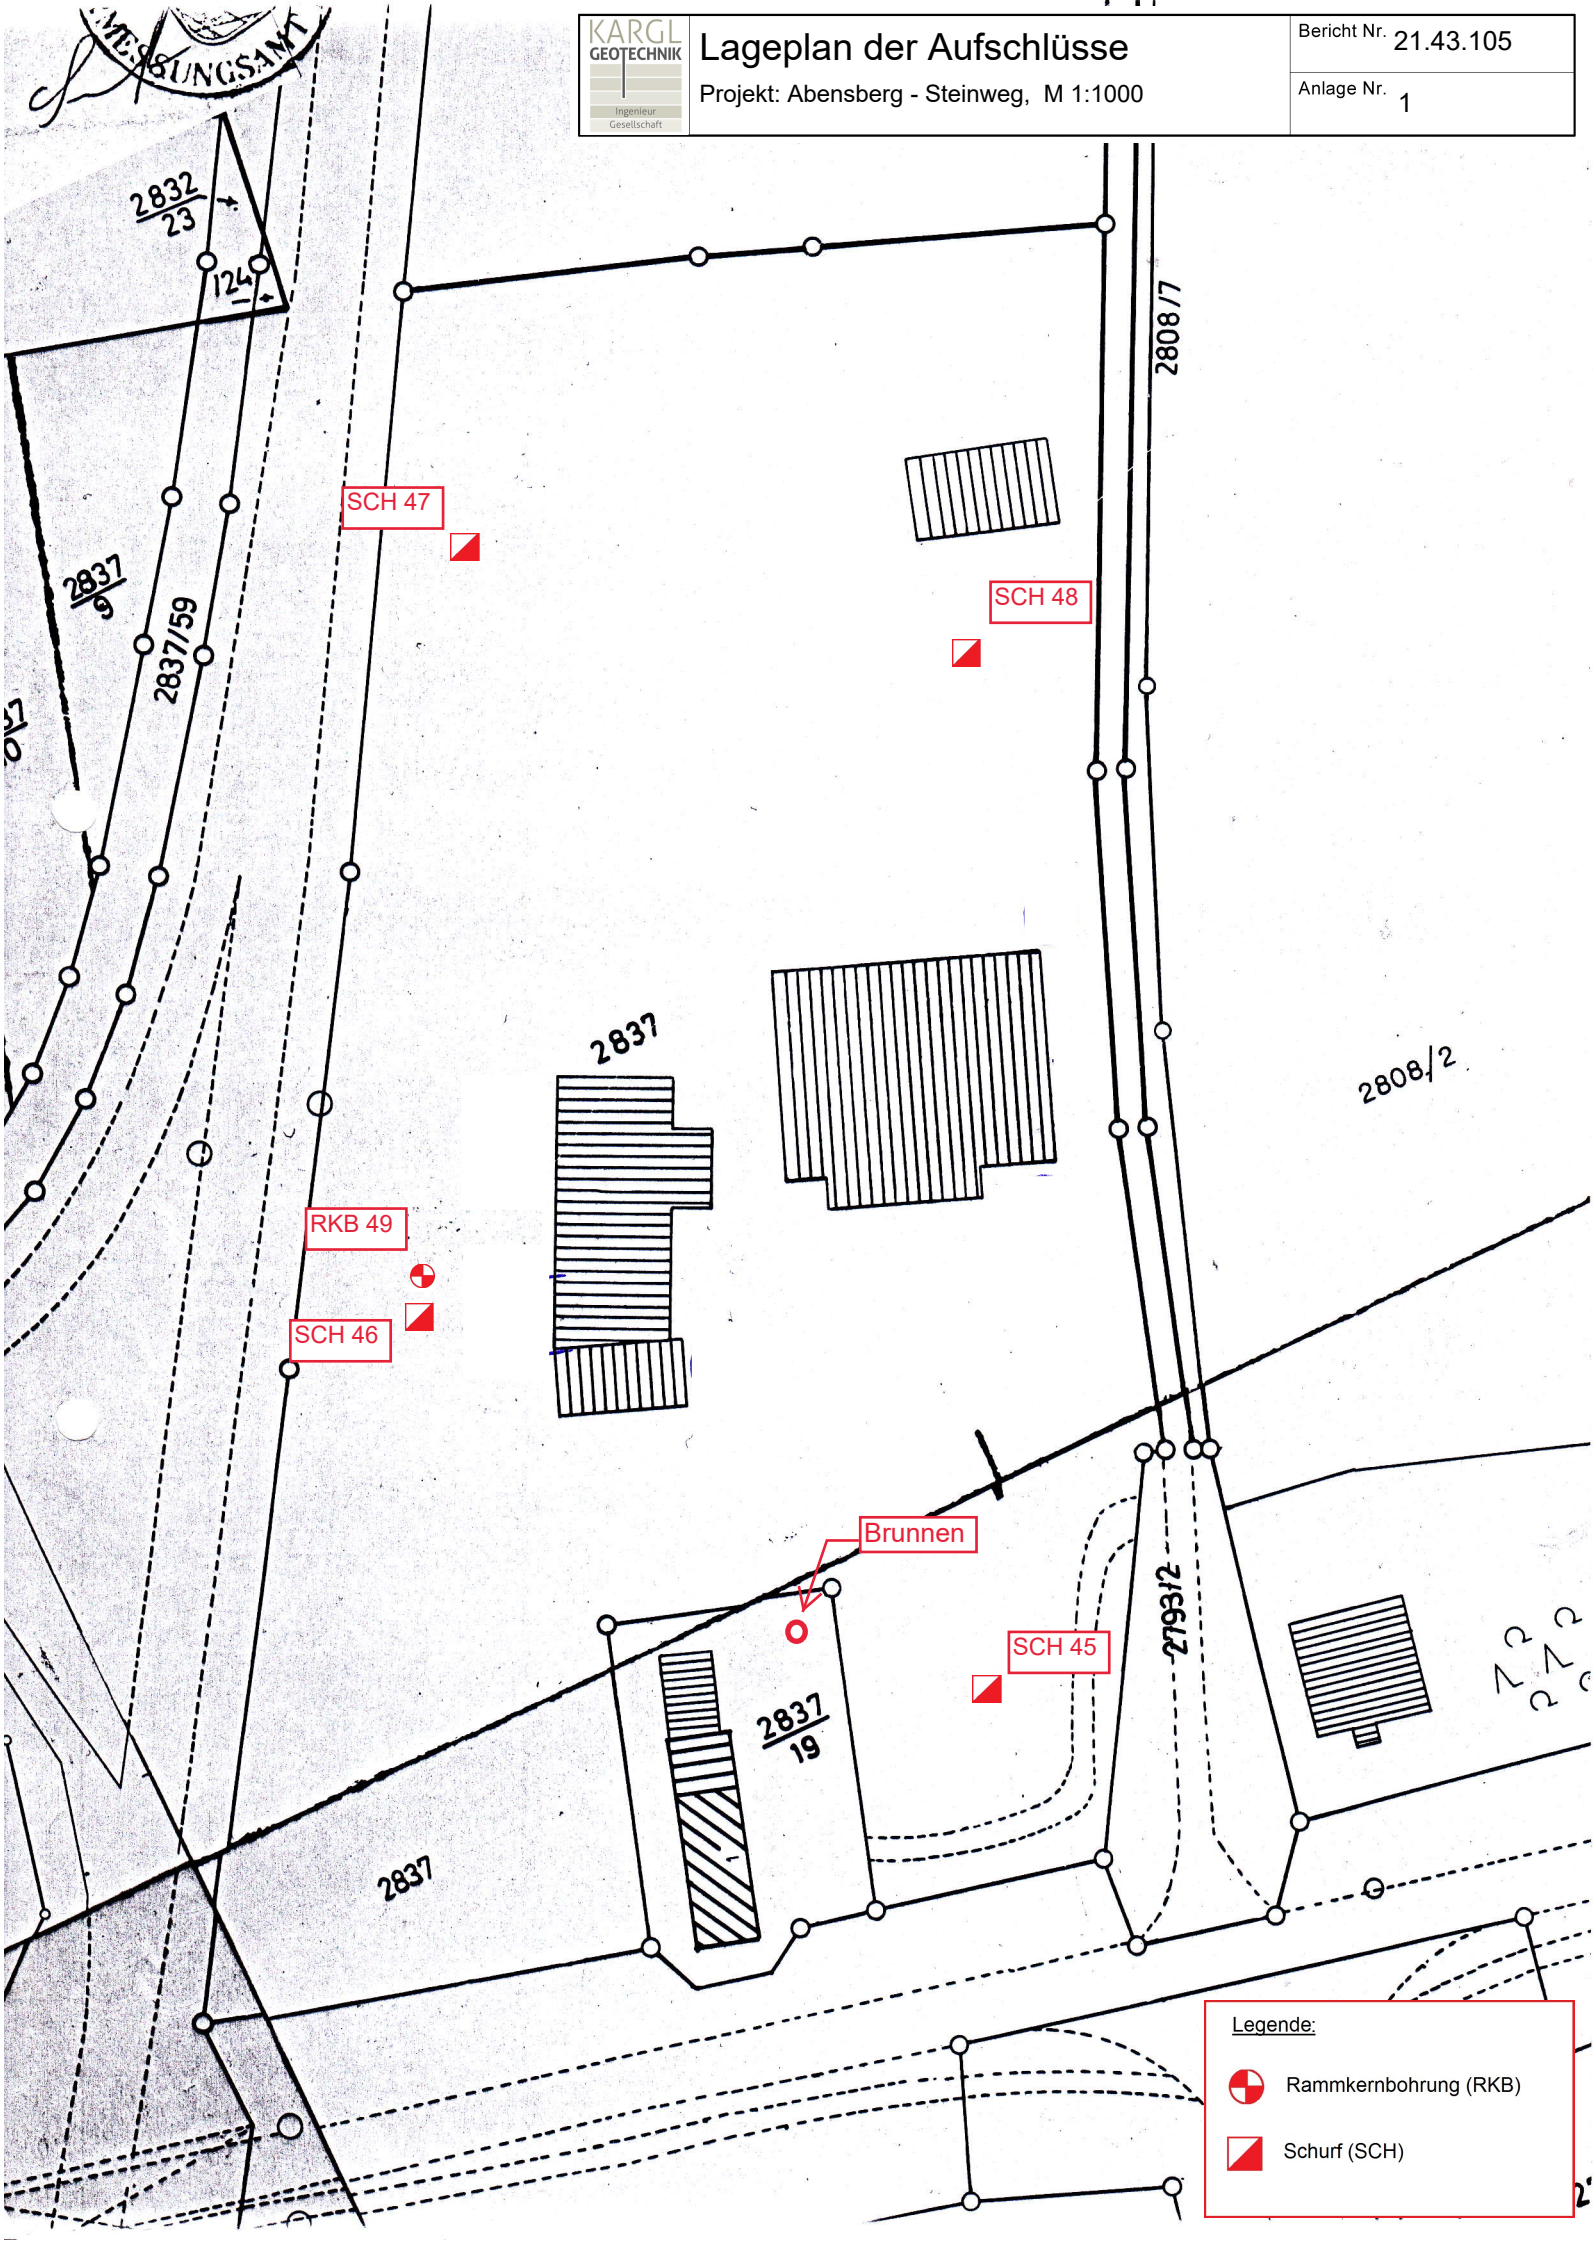 MESSUNGSAMT
KARGL
GEOTECHNIK
Ingenieur
Gesellschaft
Lageplan der Aufschlüsse
Projekt: Abensberg - Steinweg, M 1:1000
Bericht Nr. 21.43.105
Anlage Nr. 1
2832
23
124
2808/7
SCH 47
2837
9
2837/59
SCH 48
2837
2808/2
RKB 49
SCH 46
Brunnen
2793/2
SCH 45
2837
19
1
2837
Legende:
Rammkernbohrung (RKB)
Schurf (SCH)